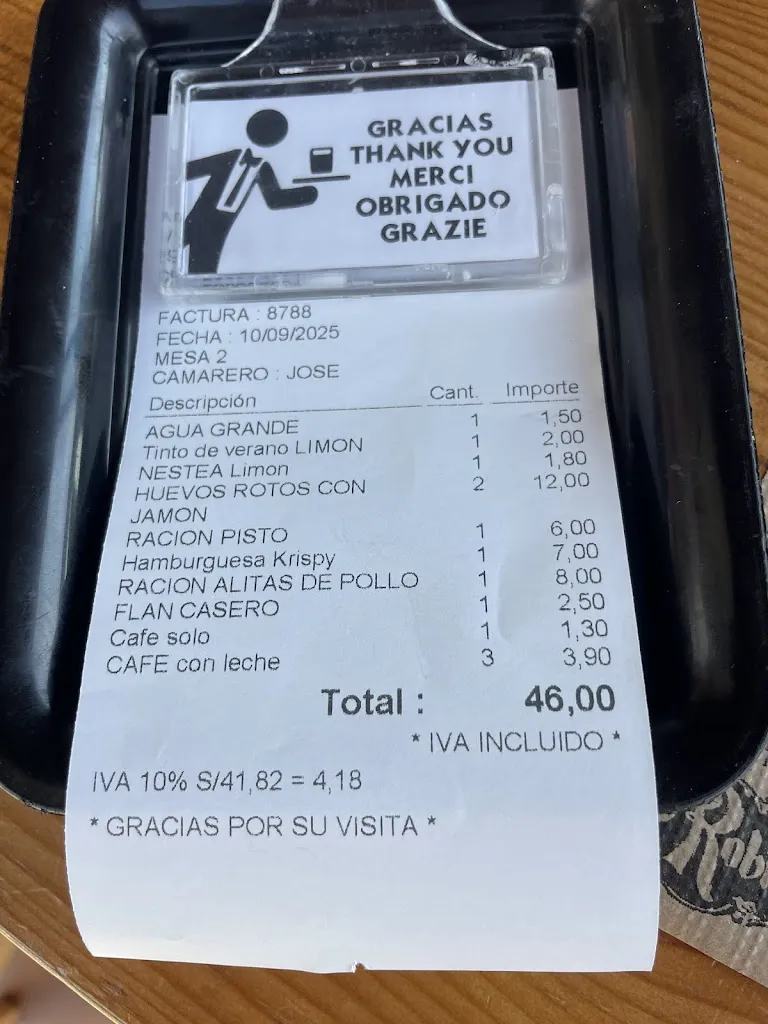 GRACIAS
THANK YOU
MERCI
OBRIGADO
GRAZIE
FACTURA : 8788
FECHA : 10/09/2025
MESA 2
CAMARERO : JOSE
Descripción Cant. Importe
AGUA GRANDE 1 1,50
Tinto de verano LIMON 1 2,00
NESTEA Limon 1 1,80
HUEVOS ROTOS CON 2 12,00
JAMON
RACION PISTO 1 6,00
Hamburguesa Krispy 1 7,00
RACION ALITAS DE POLLO 1 8,00
FLAN CASERO 1 2,50
Cafe solo 1 1,30
CAFE con leche 3 3,90
Total : 46,00
* IVA INCLUIDO *
IVA 10% S/41,82 = 4,18
* GRACIAS POR SU VISITA *